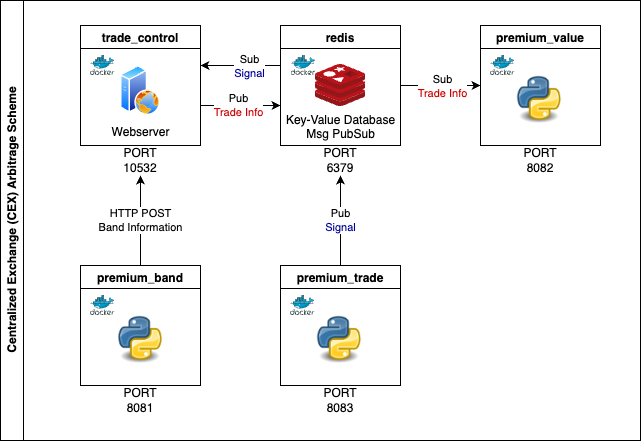 Centralized Exchange (CEX) Arbitrage Scheme
trade_control
docker
Webserver
PORT
10532
Sub
Signal
Pub
Trade Info
redis
docker
Key-Value Database
Msg PubSub
PORT
6379
Sub
Trade Info
premium_value
docker
PORT
8082
HTTP POST
Band Information
Pub
Signal
premium_band
docker
PORT
8081
premium_trade
docker
PORT
8083